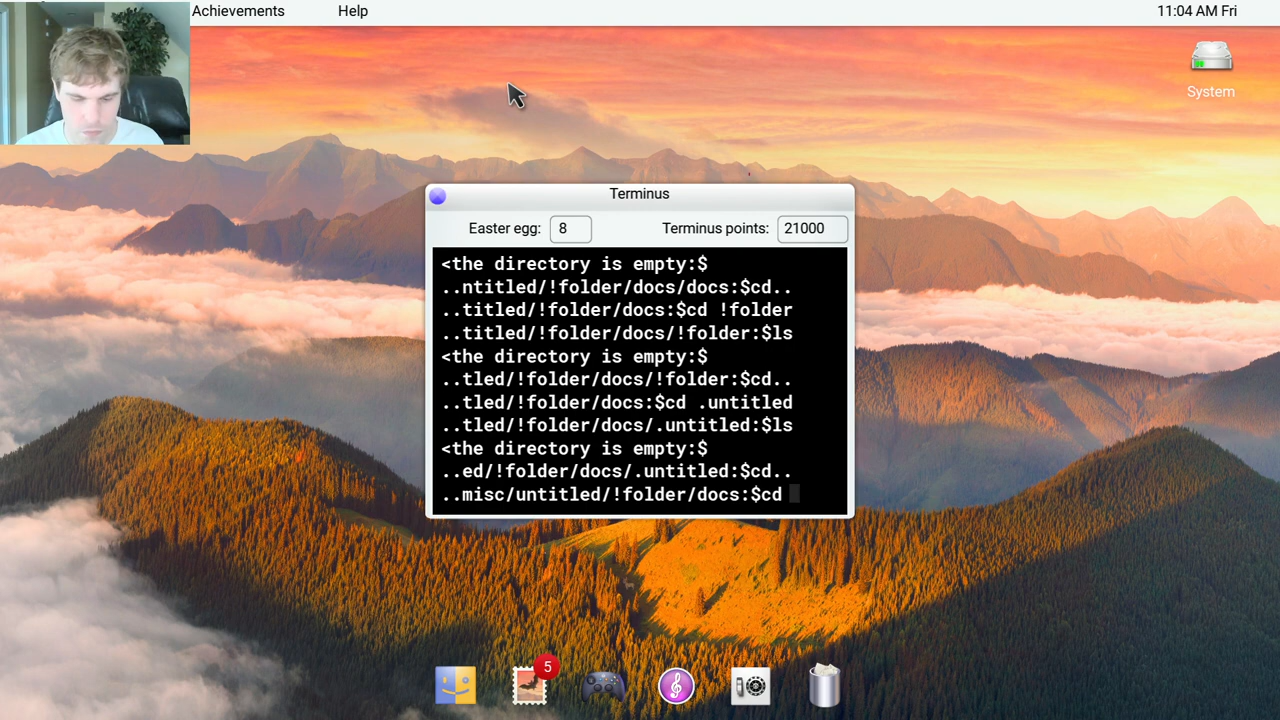 Achievements
Help
11:04 AM Fri
System
Terminus
Easter egg: 8
Terminus points: 21000
<the directory is empty:$
..ntitled/!folder/docs/docs:$cd..
..titled/!folder/docs:$cd !folder
..titled/!folder/docs/!folder:$ls
<the directory is empty:$
..tled/!folder/docs/!folder:$cd..
..tled/!folder/docs:$cd .untitled
..tled/!folder/docs/.untitled:$ls
<the directory is empty:$
..ed/!folder/docs/.untitled:$cd..
..misc/untitled/!folder/docs:$cd
5